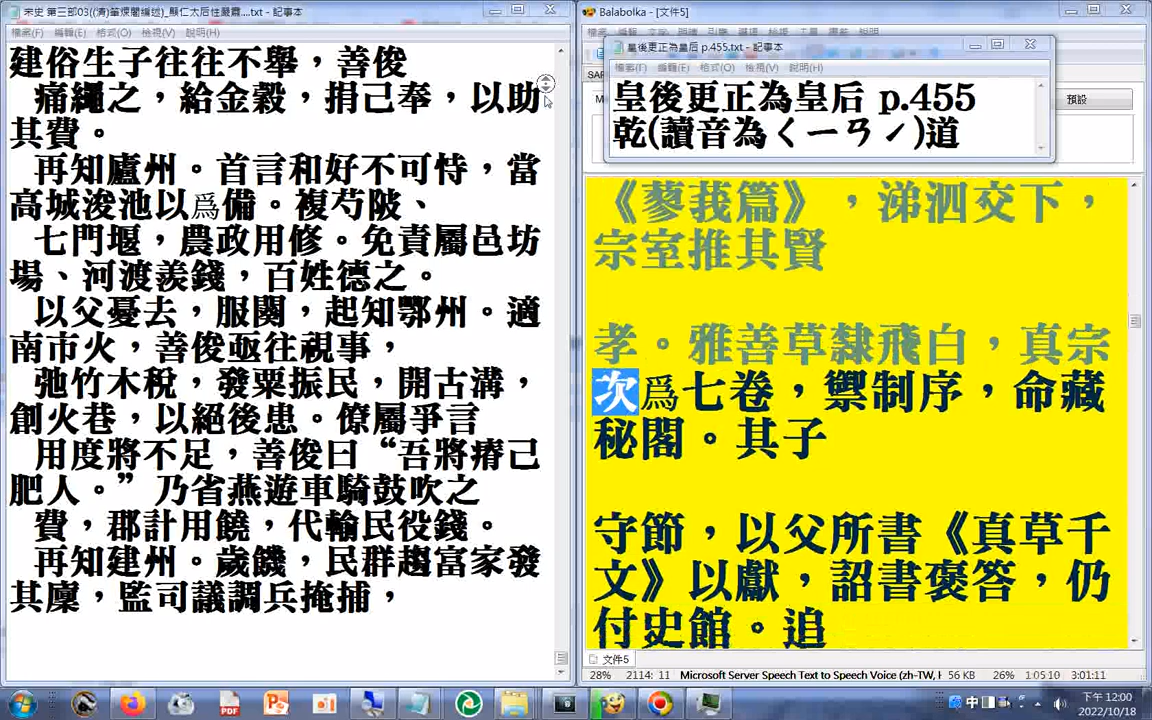 宋史 第三部03((清)畢煉閣編述)_顯仁太后性嚴肅....txt - 記事本
檔案(F) 編輯(E) 格式(O) 檢視(V) 說明(H)
建俗生子往往不舉，善俊
痛繩之，給金穀，捐己奉，以助
其費。
再知廬州。首言和好不可恃，當
高城浚池以爲備。複芍陂、
七門堰，農政用修。免責屬邑坊
場、河渡羨錢，百姓德之。
以父憂去，服闋，起知鄂州。適
南市火，善俊亟往視事，
弛竹木稅，發粟振民，開古溝，
創火巷，以絕後患。僚屬爭言
用度將不足，善俊曰“吾將瘠己
肥人。”乃省燕遊車騎鼓吹之
費，郡計用饒，代輸民役錢。
再知建州。歲饑，民群趨富家發
其廩，監司議調兵掩捕，
Balabolka - [文件5]
皇後更正為皇后 p.455.txt - 記事本
檔案(F) 編輯(E) 格式(O) 檢視(V) 說明(H)
皇後更正為皇后 p.455
乾(讀音為ㄑㄧㄢㄧˊ)道
SAP
M
預設
《蓼莪篇》，涕泗交下，
宗室推其賢
孝。雅善草隸飛白，真宗
次爲七卷，禦制序，命藏
秘閣。其子
守節，以父所書《真草千
文》以獻，詔書褒答，仍
付史館。追
文件5
28% 2114: 11 Microsoft Server Speech Text to Speech Voice (zh-TW, H 56 KB 26% 1:05:10 3:01:11
中
下午 12:00
2022/10/18